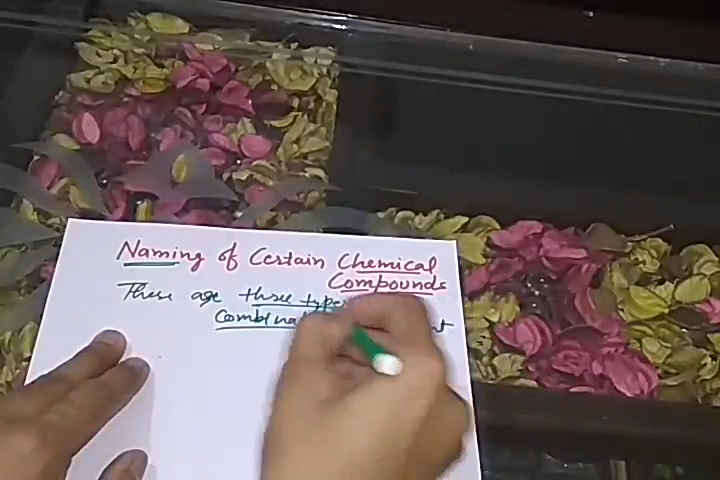 Naming of Certain Chemical
Compounds
There are three types